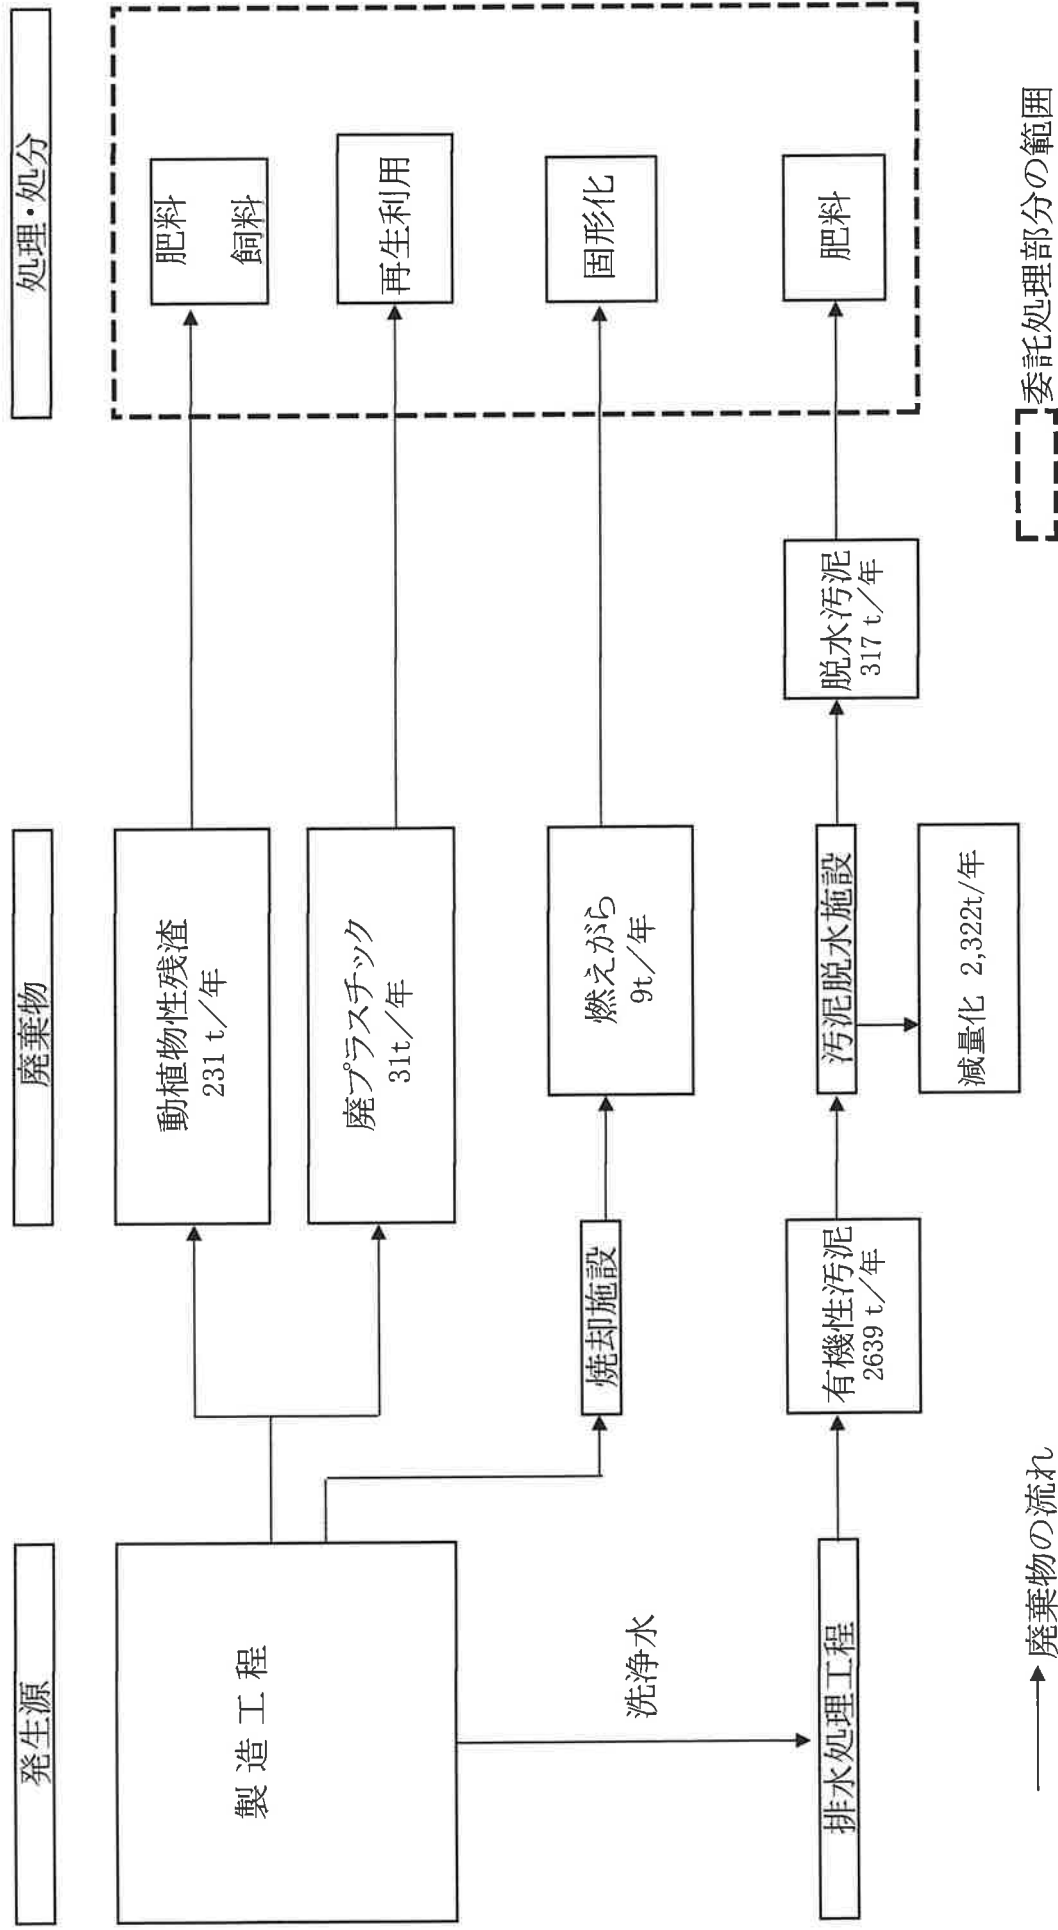 発生源
廃棄物
処理・処分
製 造 工 程
動植物性残渣
231 t/年
肥料
飼料
廃プラスチック
31t/年
再生利用
焼却施設
燃えがら
9t/年
固形化
洗浄水
排水処理工程
有機性汚泥
2639 t/年
汚泥脱水施設
脱水汚泥
317 t/年
肥料
減量化 2,322t/年
廃棄物の流れ
委託処理部分の範囲